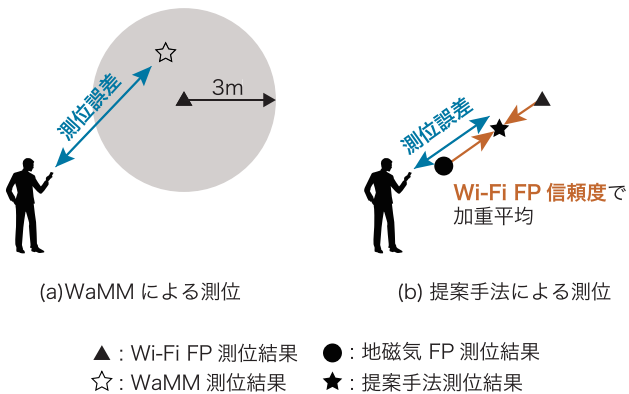 3m
測位誤差
測位誤差
Wi-Fi FP 信頼度で
加重平均
(a)WaMM による測位
(b) 提案手法による測位
▲ : Wi-Fi FP 測位結果
● : 地磁気 FP 測位結果
☆ : WaMM 測位結果
★ : 提案手法測位結果